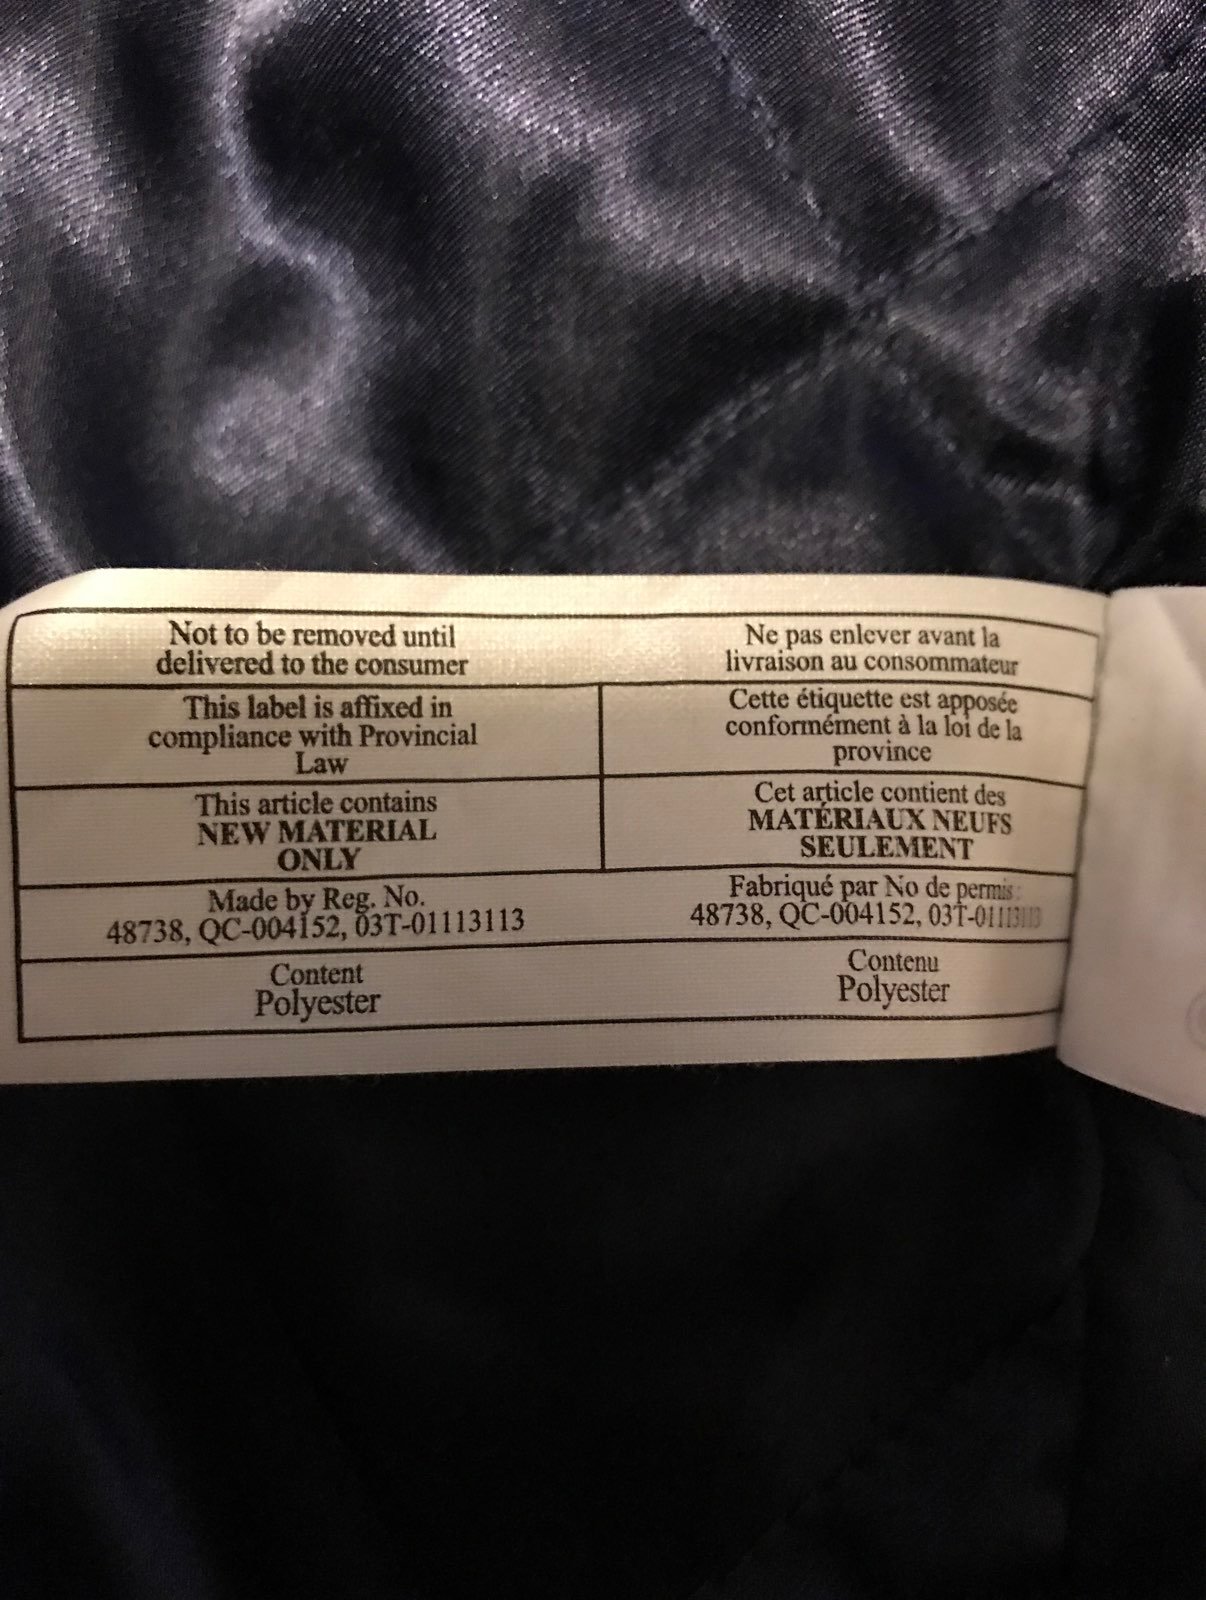 Not to be removed until
delivered to the consumer
Ne pas enlever avant la
livraison au consommateur
This label is affixed in
compliance with Provincial
Law
Cette étiquette est apposée
conformément à la loi de la
province
This article contains
NEW MATERIAL
ONLY
Cet article contient des
MATÉRIAUX NEUFS
SEULEMENT
Made by Reg. No.
48738, QC-004152, 03T-01113113
Fabriqué par No de permis:
48738, QC-004152, 03T-01113113
Content
Polyester
Contenu
Polyester